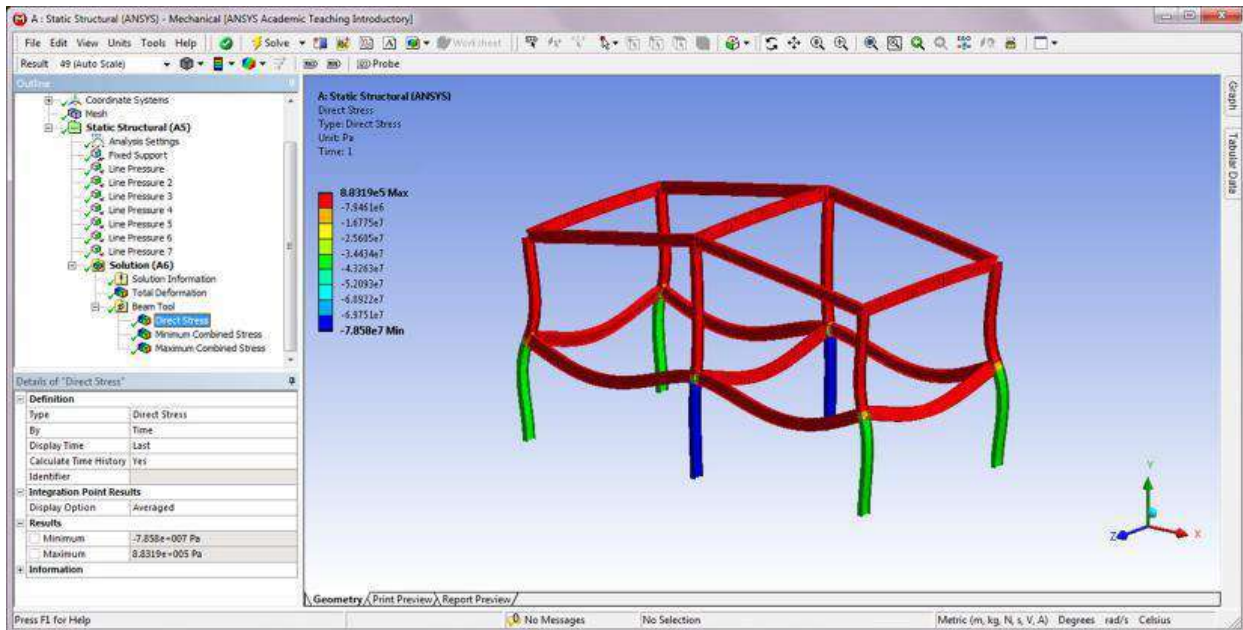 A : Static Structural (ANSYS) - Mechanical [ANSYS Academic Teaching Introductory]
File Edit View Units Tools Help Solve Worksheet
Result 49 (Auto Scale) Probe
Outline
Coordinate Systems
Mesh
Static Structural (A5)
Analysis Settings
Fixed Support
Line Pressure
Line Pressure 2
Line Pressure 3
Line Pressure 4
Line Pressure 5
Line Pressure 6
Line Pressure 7
Solution (A6)
Solution Information
Total Deformation
Beam Tool
Direct Stress
Minimum Combined Stress
Maximum Combined Stress
Details of "Direct Stress"
Definition
Type Direct Stress
By Time
Display Time Last
Calculate Time History Yes
Identifier
Integration Point Results
Display Option Averaged
Results
Minimum -7.858e+007 Pa
Maximum 8.8319e+005 Pa
Information
A: Static Structural (ANSYS)
Direct Stress
Type: Direct Stress
Unit: Pa
Time: 1
8.8319e5 Max
-7.9461e6
-1.6775e7
-2.5605e7
-3.4434e7
-4.3263e7
-5.2093e7
-6.0922e7
-6.9751e7
-7.858e7 Min
Y
Z
X
Graph
Tabular Data
Geometry Print Preview Report Preview
Press F1 for Help No Messages No Selection Metric (m, kg, N, s, V, A) Degrees rad/s Celsius